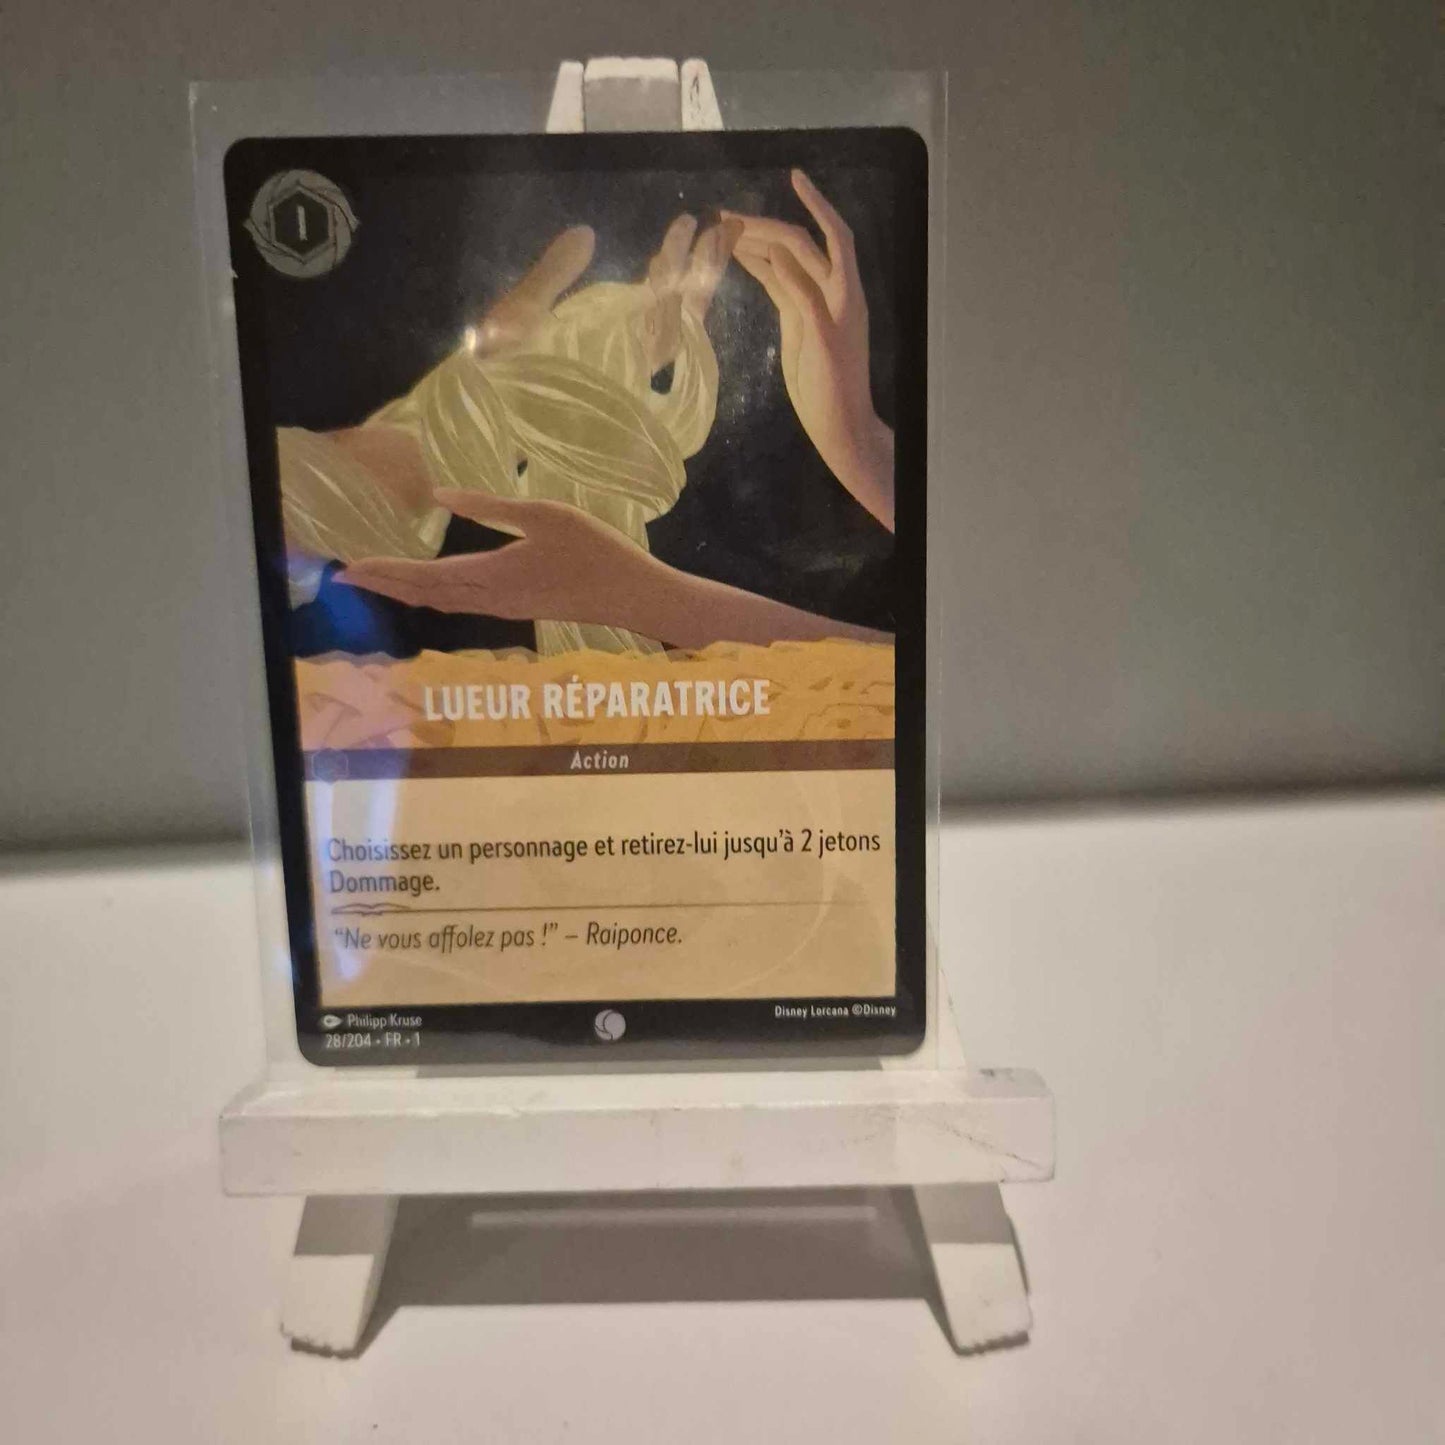 1
LUEUR RÉPARATRICE
Action
Choisissez un personnage et retirez-lui jusqu'à 2 jetons
Dommage.
“Ne vous affolez pas !” – Raiponce.
Philipp Kruse
Disney Lorcana ©Disney
28/204 • FR • 1